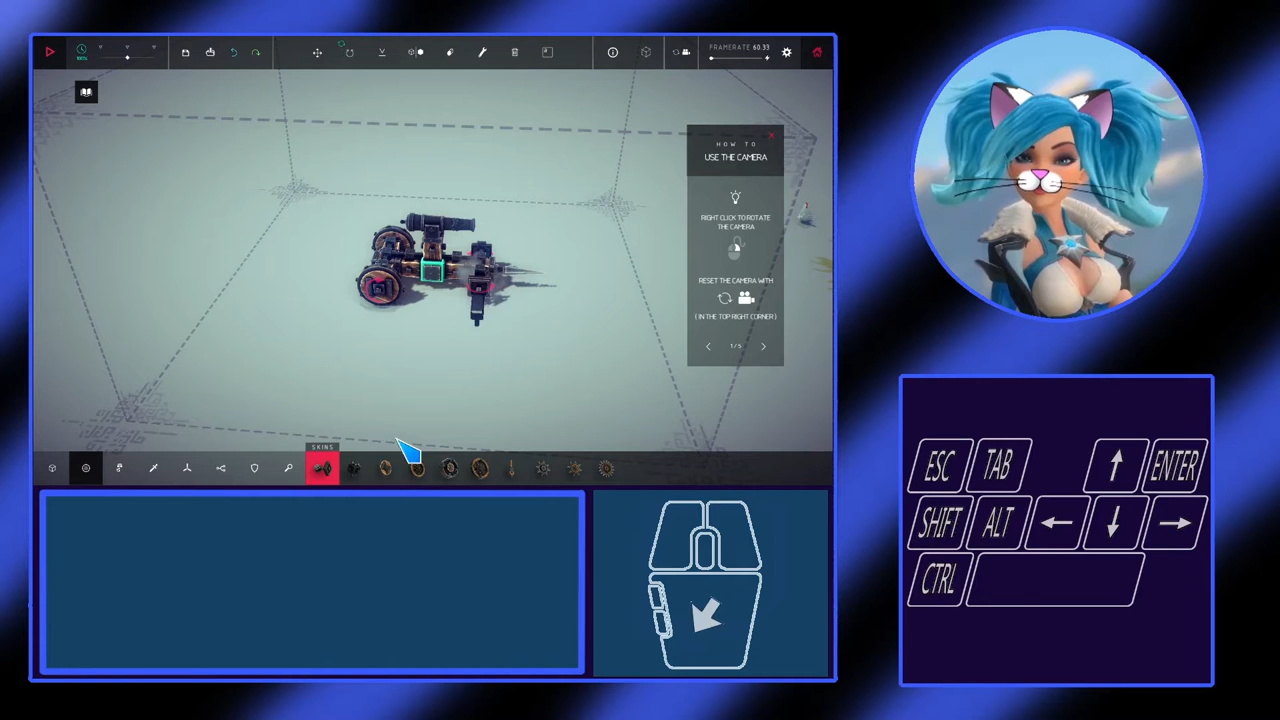 100%
FRAMERATE 60.33
HOW TO
USE THE CAMERA
RIGHT CLICK TO ROTATE
THE CAMERA
RESET THE CAMERA WITH
( IN THE TOP RIGHT CORNER )
1/5
SKINS
ESC
TAB
ENTER
SHIFT
ALT
CTRL